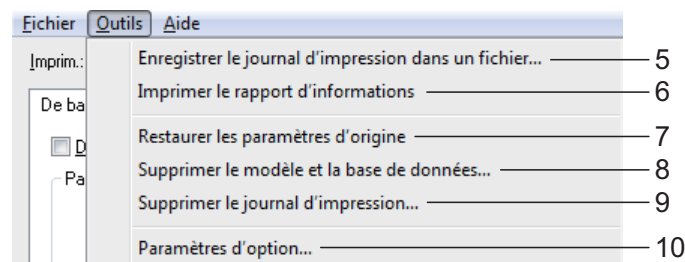 Fichier Outils Aide
Imprim.:
Enregistrer le journal d'impression dans un fichier... 5
Imprimer le rapport d'informations 6
De ba
Restaurer les paramètres d'origine 7
D
Supprimer le modèle et la base de données... 8
Pa
Supprimer le journal d'impression... 9
Paramètres d'option... 10